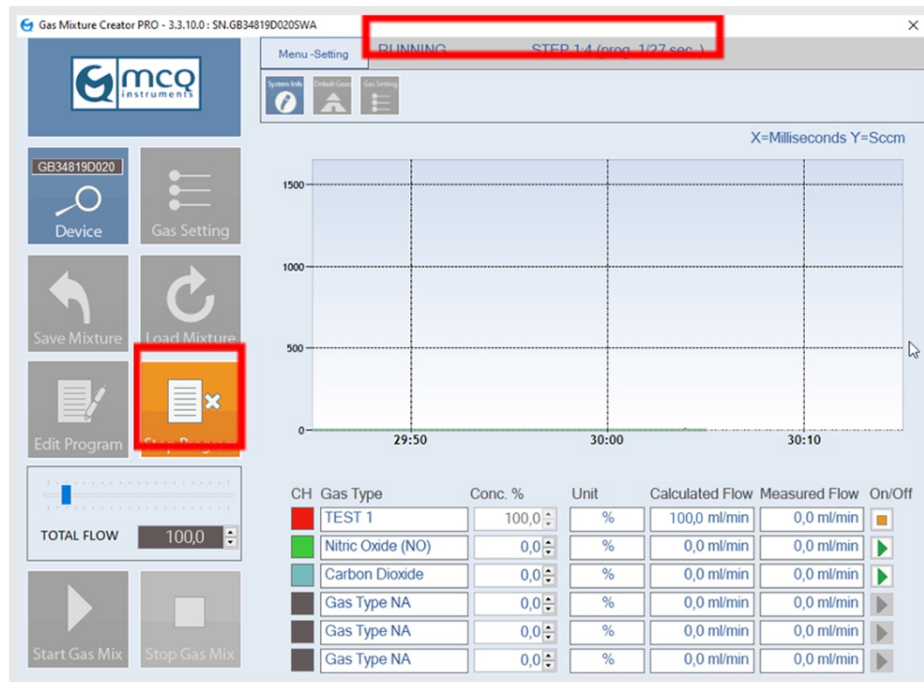 Gas Mixture Creator PRO - 3.3.10.0 : SN.GB34819D020SWA
mcq
instruments
Menu -Setting
RUNNING
STEP 1:4 (prog. 1/27 sec. )
System Info
Default Gases
Gas Setting
X=Milliseconds Y=Sccm
GB34819D020
Device
Gas Setting
Save Mixture
Load Mixture
Edit Program
Stop Program
TOTAL FLOW 100,0
Start Gas Mix
Stop Gas Mix
1500
1000
500
0
29:50 30:00 30:10
CH Gas Type Conc. % Unit Calculated Flow Measured Flow On/Off
TEST 1 100,0 % 100,0 ml/min 0,0 ml/min
Nitric Oxide (NO) 0,0 % 0,0 ml/min 0,0 ml/min
Carbon Dioxide 0,0 % 0,0 ml/min 0,0 ml/min
Gas Type NA 0,0 % 0,0 ml/min 0,0 ml/min
Gas Type NA 0,0 % 0,0 ml/min 0,0 ml/min
Gas Type NA 0,0 % 0,0 ml/min 0,0 ml/min